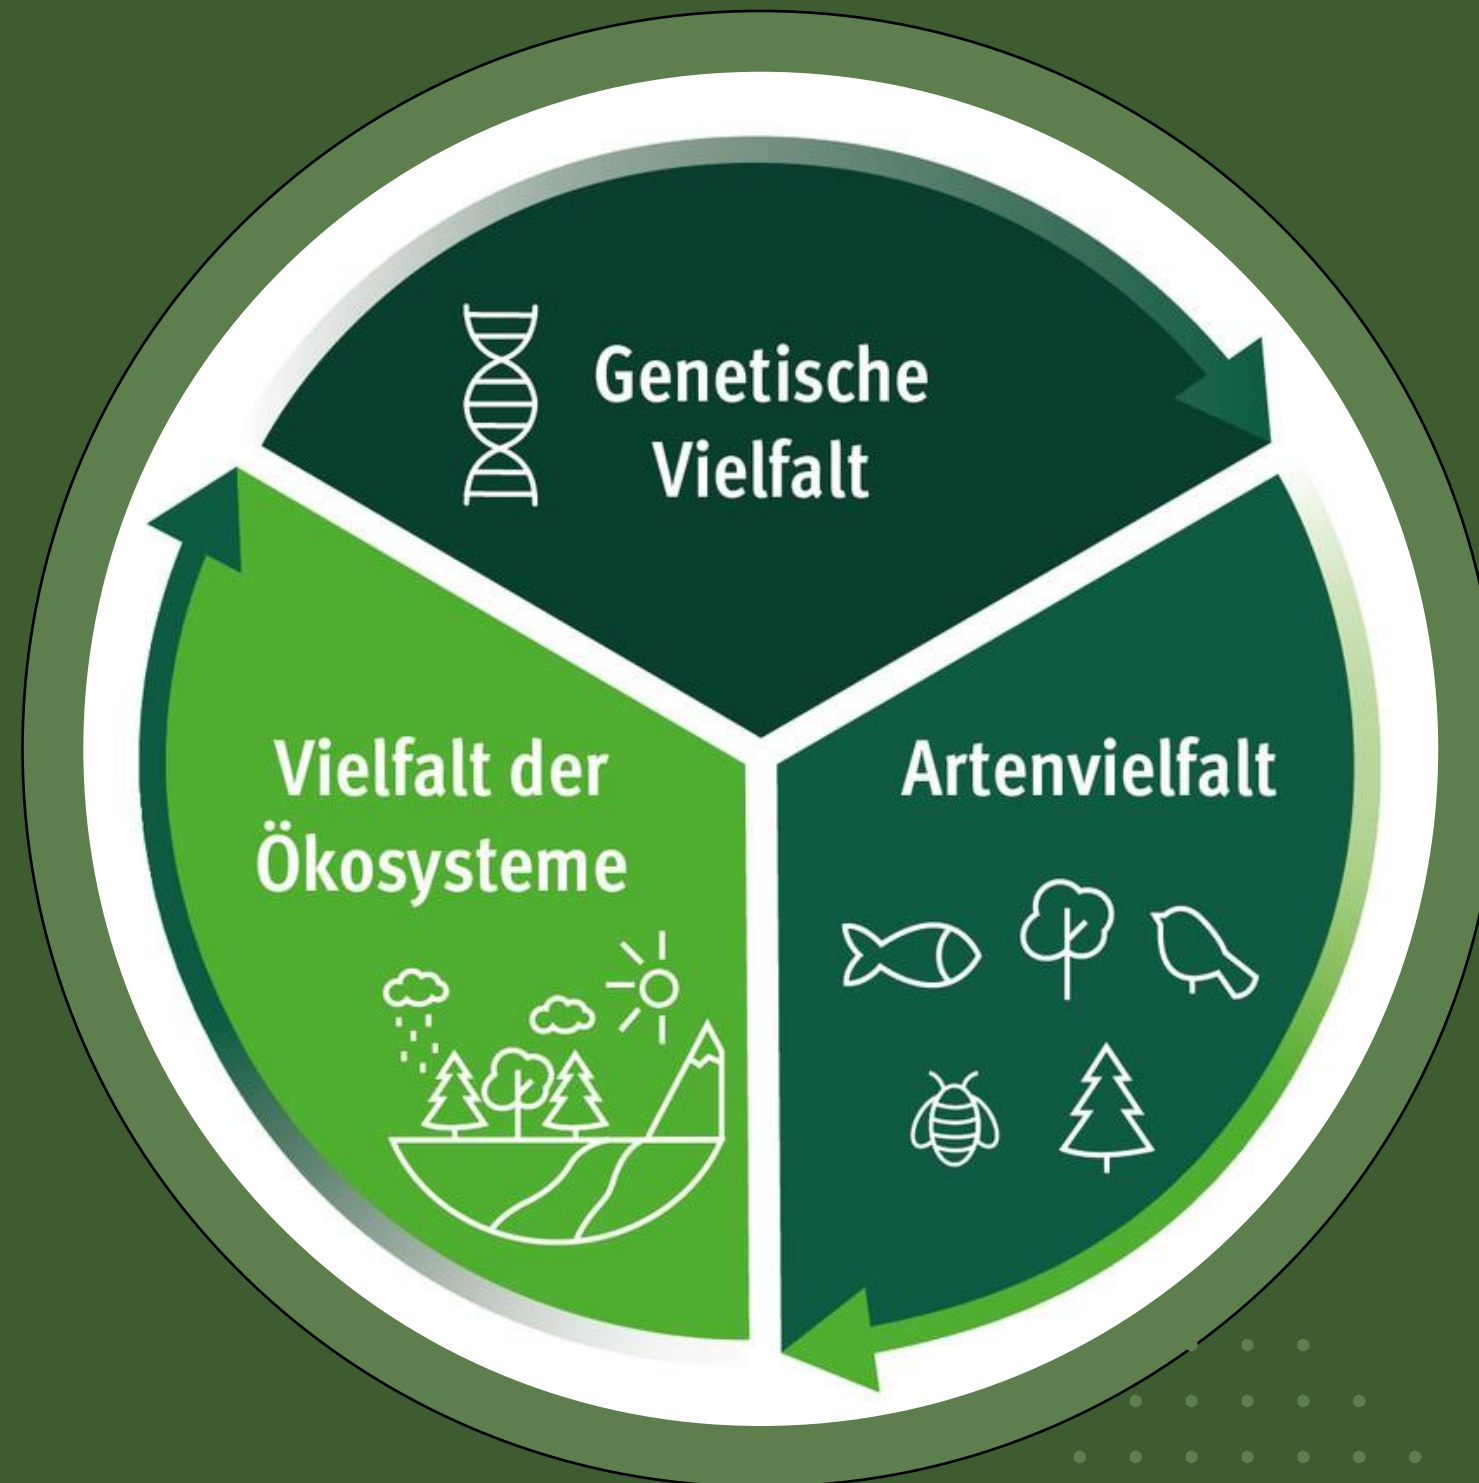 Genetische
Vielfalt
Vielfalt der
Ökosysteme
Artenvielfalt